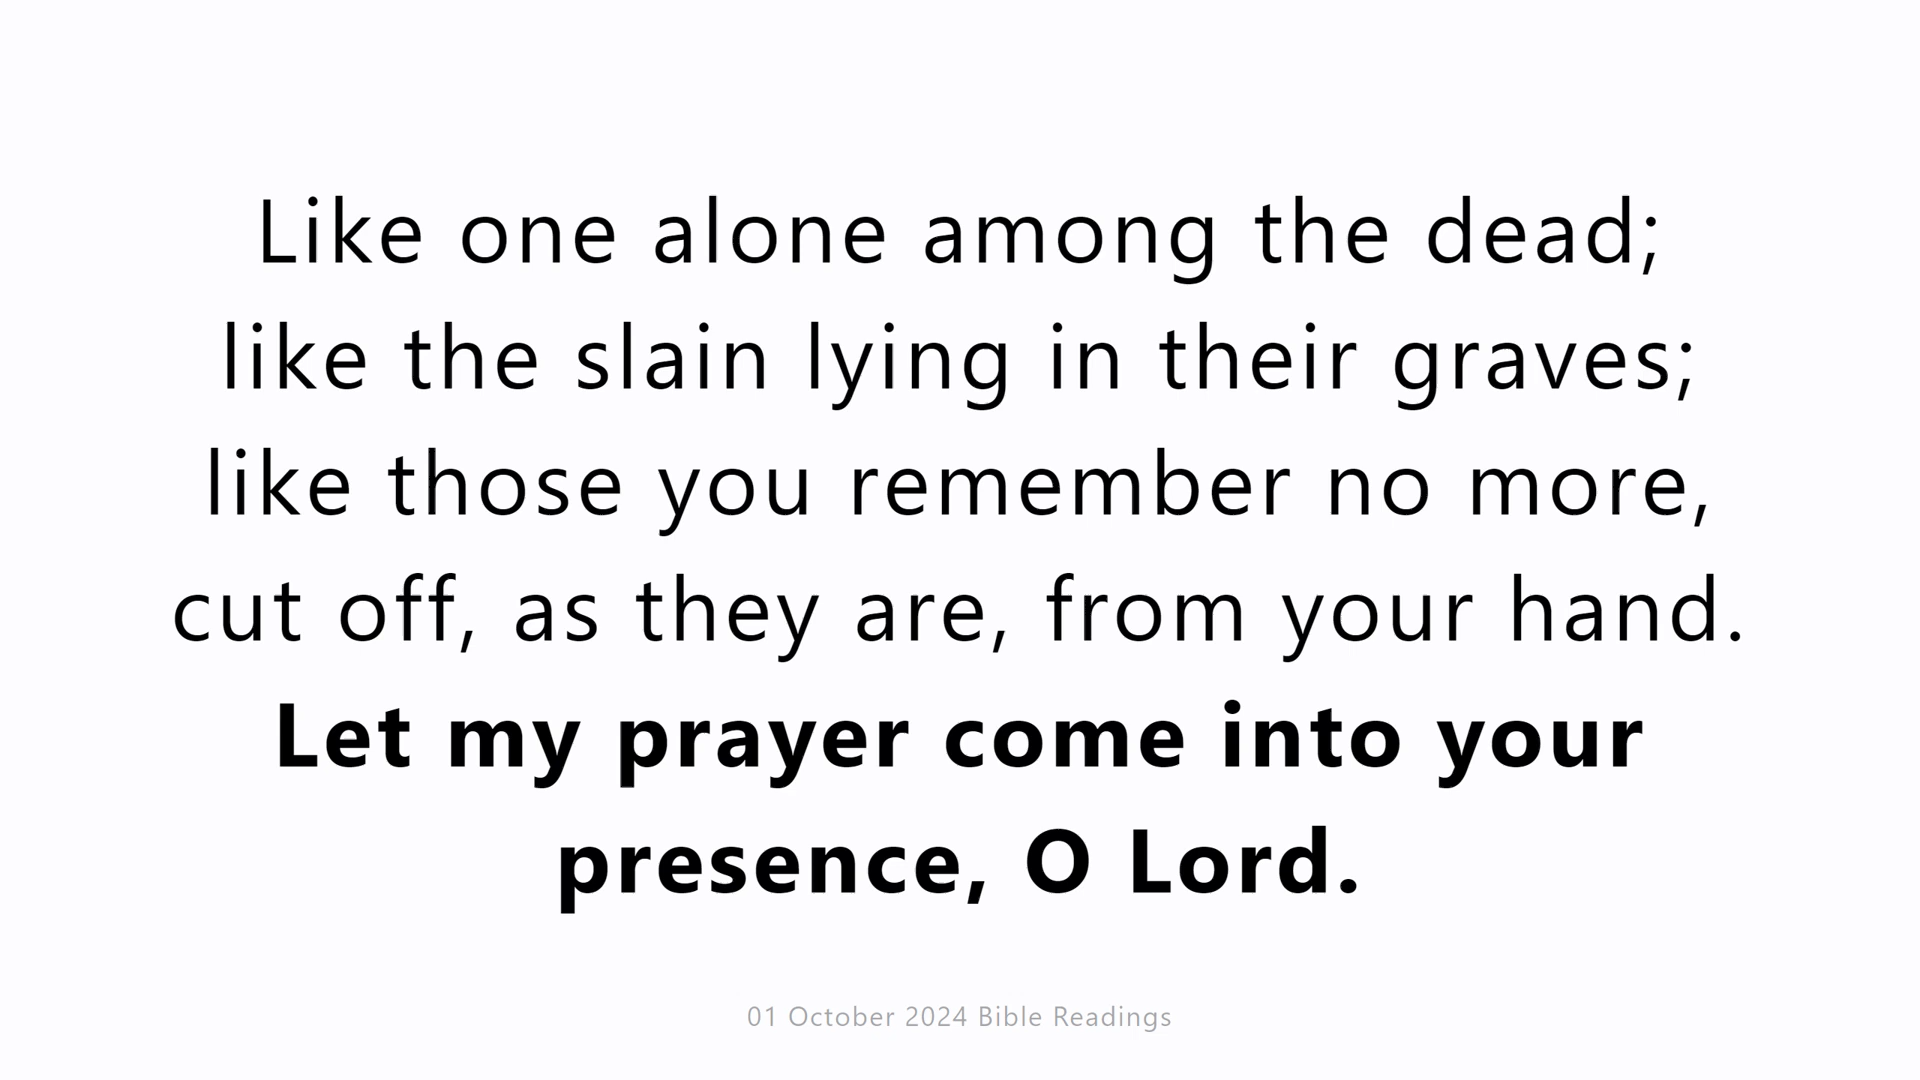 Like one alone among the dead;
like the slain lying in their graves;
like those you remember no more,
cut off, as they are, from your hand.
Let my prayer come into your
presence, O Lord.
01 October 2024 Bible Readings